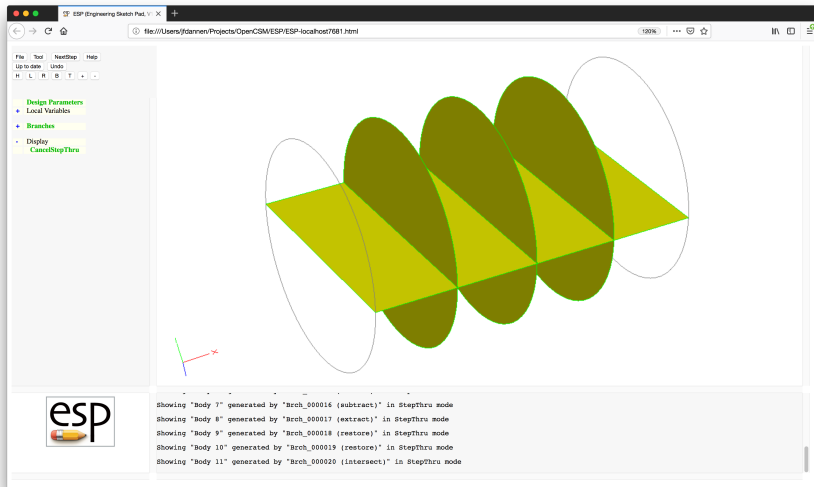 ESP (Engineering Sketch Pad, V
file:///Users/jfdannen/Projects/OpenCSM/ESP/ESP-localhost7681.html
120%
File Tool NextStep Help
Up to date Undo
H L R B T + -
Design Parameters
+ Local Variables
+ Branches
- Display
CancelStepThru
X
esp
Showing "Body 7" generated by "Brch_000016 (subtract)" in StepThru mode
Showing "Body 8" generated by "Brch_000017 (extract)" in StepThru mode
Showing "Body 9" generated by "Brch_000018 (restore)" in StepThru mode
Showing "Body 10" generated by "Brch_000019 (restore)" in StepThru mode
Showing "Body 11" generated by "Brch_000020 (intersect)" in StepThru mode